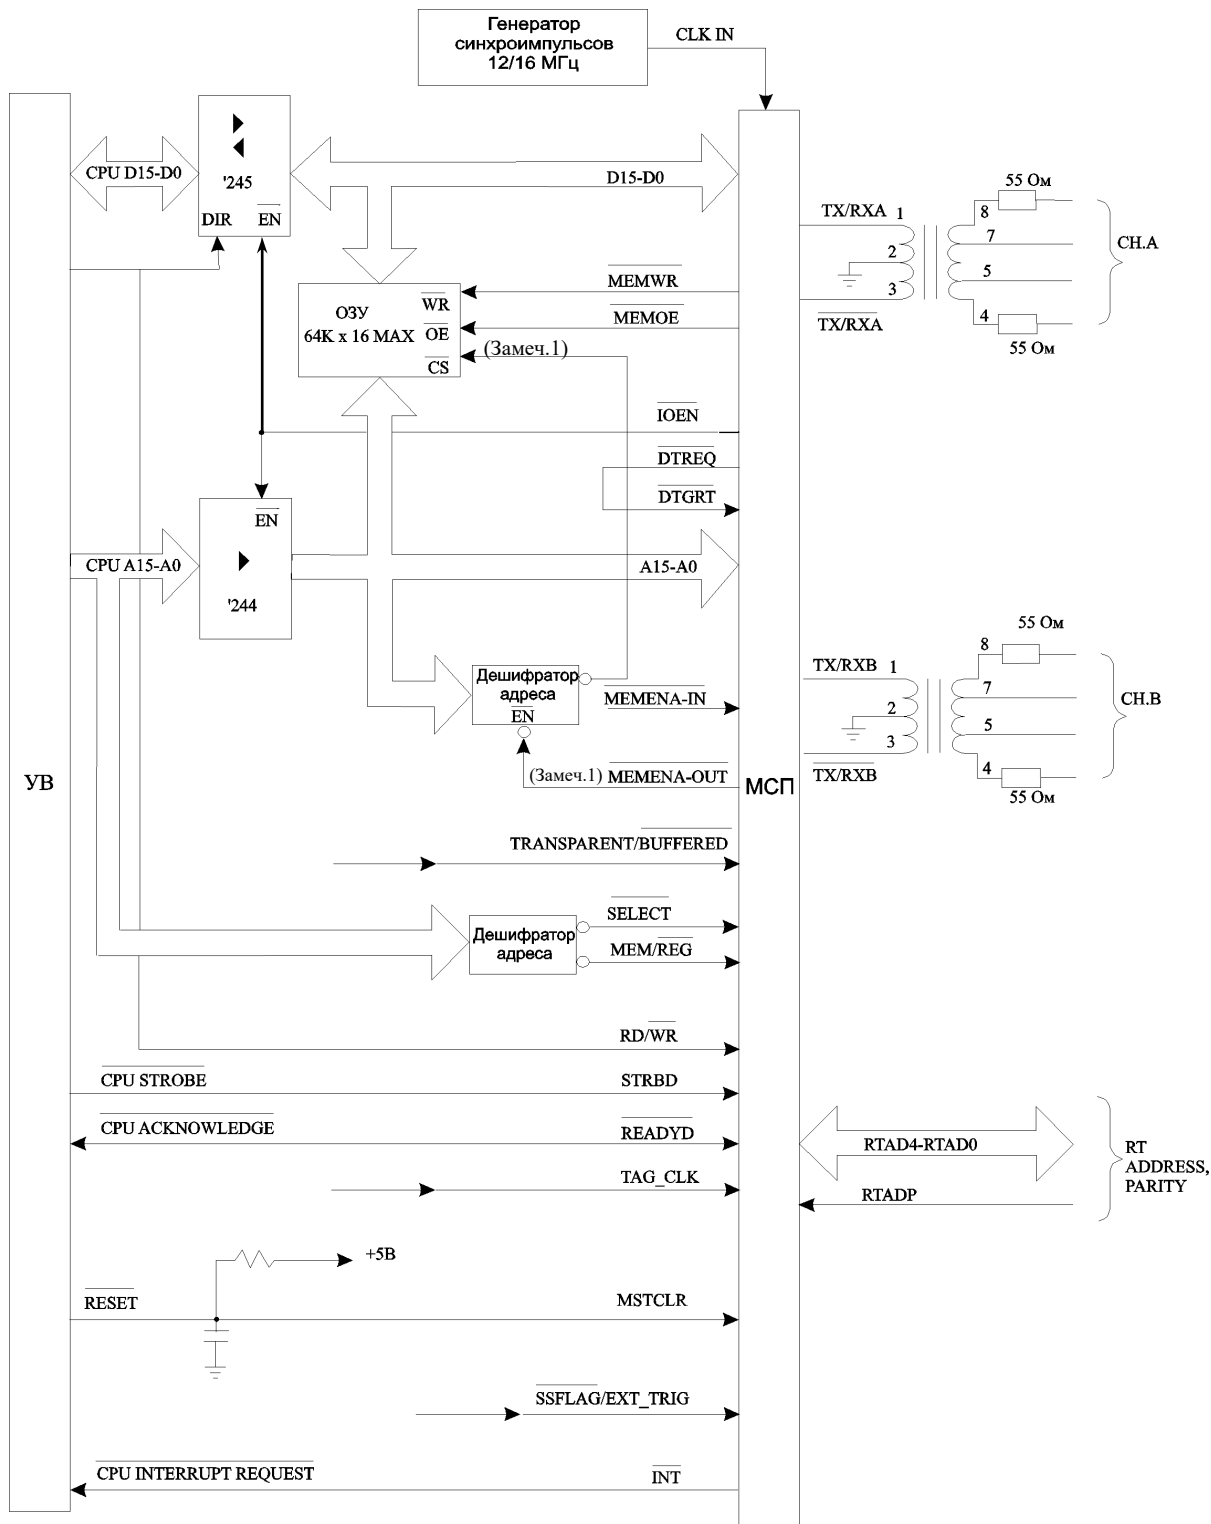 Генератор
синхроимпульсов
12/16 МГц
CLK IN
CPU D15-D0
'245
DIR
EN
D15-D0
ОЗУ
64K x 16 MAX
WR
OE
CS
MEMWR
MEMOE
(Замеч.1)
IOEN
DTREQ
DTGRT
EN
'244
CPU A15-A0
A15-A0
Дешифратор
адреса
EN
MEMENA-IN
(Замеч.1)
MEMENA-OUT
УВ
МСП
TRANSPARENT/BUFFERED
Дешифратор
адреса
SELECT
MEM/REG
RD/WR
CPU STROBE
STRBD
CPU ACKNOWLEDGE
READYD
TAG_CLK
+5В
RESET
MSTCLR
SSFLAG/EXT_TRIG
CPU INTERRUPT REQUEST
INT
TX/RXA
1
2
3
TX/RXA
8
7
5
4
55 Ом
55 Ом
CH.A
TX/RXB
1
2
3
TX/RXB
8
7
5
4
55 Ом
55 Ом
CH.B
RTAD4-RTAD0
RTADP
RT
ADDRESS,
PARITY